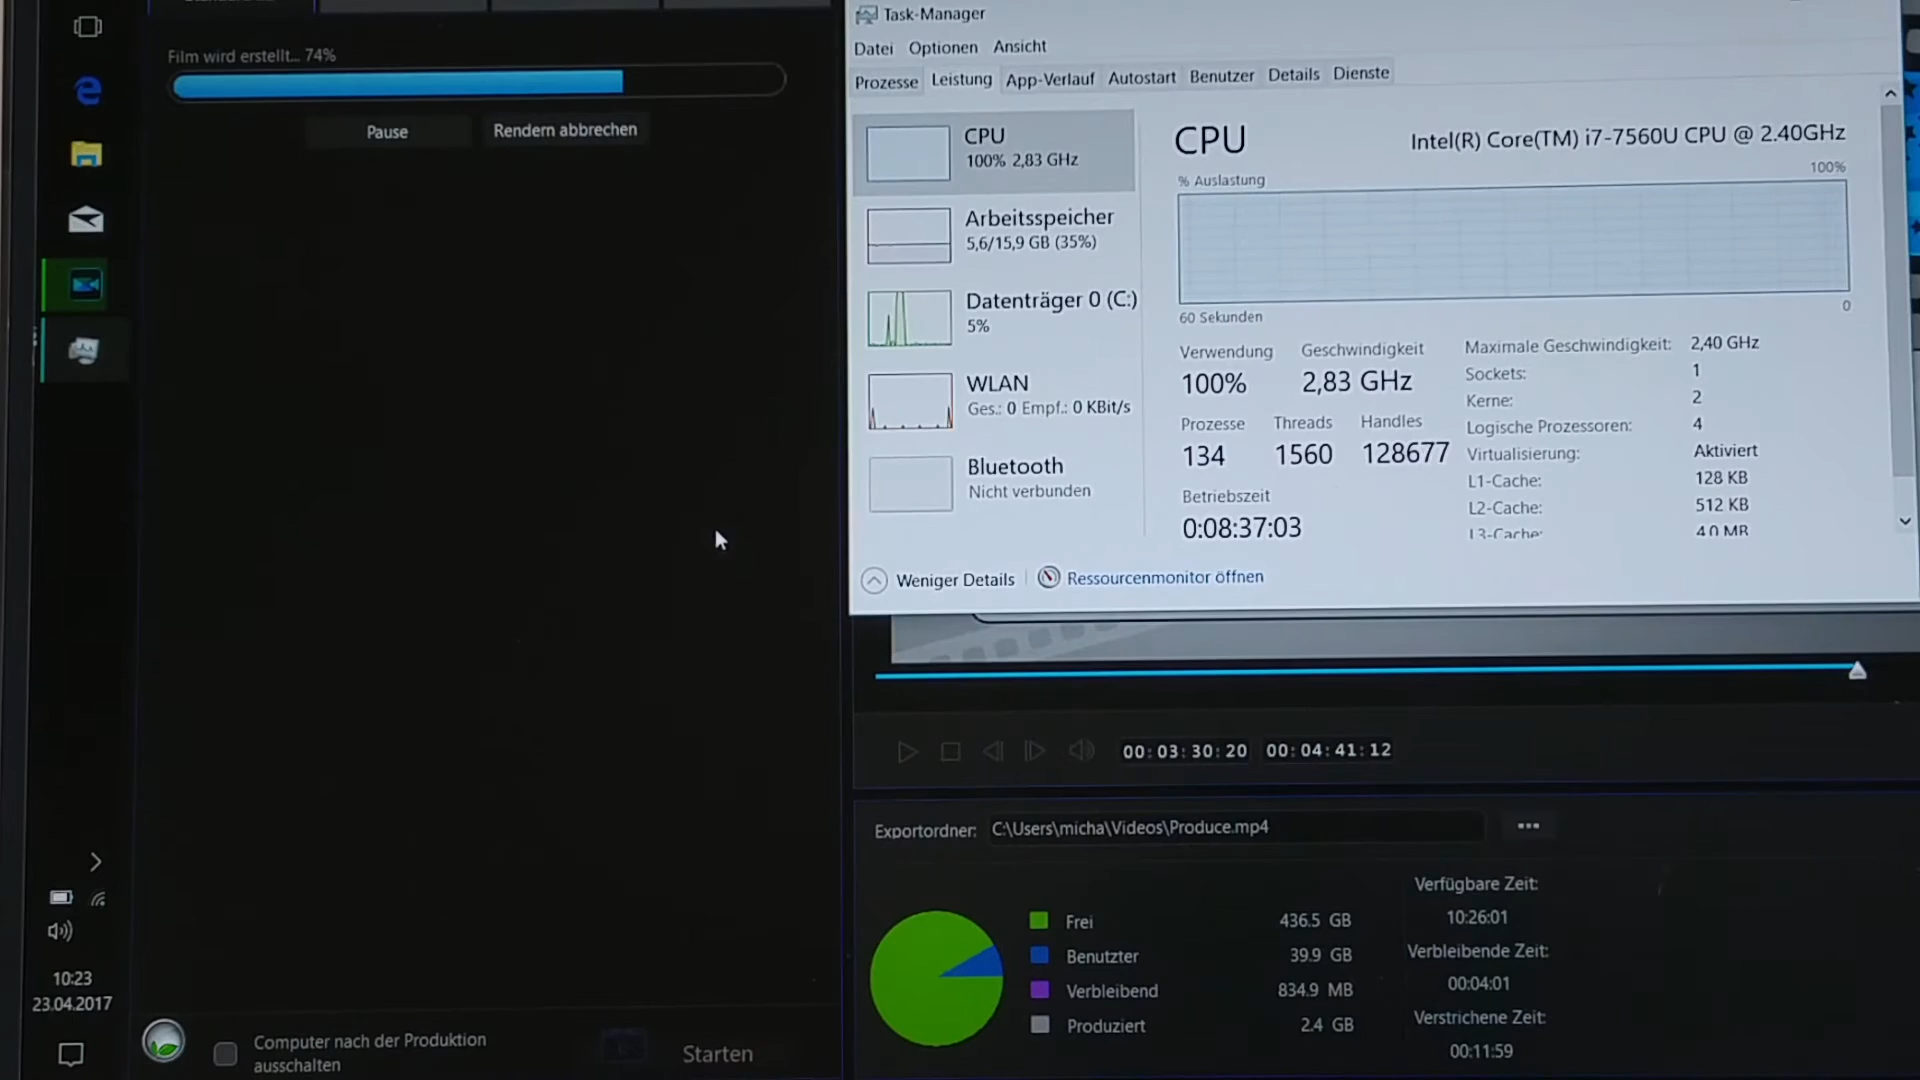 Film wird erstellt... 74%
Pause
Rendern abbrechen
Task-Manager
Datei Optionen Ansicht
Prozesse Leistung App-Verlauf Autostart Benutzer Details Dienste
CPU
100% 2,83 GHz
Arbeitsspeicher
5,6/15,9 GB (35%)
Datenträger 0 (C:)
5%
WLAN
Ges.: 0 Empf.: 0 KBit/s
Bluetooth
Nicht verbunden
CPU
Intel(R) Core(TM) i7-7560U CPU @ 2.40GHz
% Auslastung
100%
60 Sekunden
0
Verwendung Geschwindigkeit
100% 2,83 GHz
Prozesse Threads Handles
134 1560 128677
Betriebszeit
0:08:37:03
Maximale Geschwindigkeit: 2,40 GHz
Sockets: 1
Kerne: 2
Logische Prozessoren: 4
Virtualisierung: Aktiviert
L1-Cache: 128 KB
L2-Cache: 512 KB
L3-Cache: 4,0 MB
Weniger Details
Ressourcenmonitor öffnen
00:03:30:20 00:04:41:12
Exportordner: C:\Users\micha\Videos\Produce.mp4
...
Frei 436.5 GB
Benutzter 39.9 GB
Verbleibend 834.9 MB
Produziert 2.4 GB
Verfügbare Zeit:
10:26:01
Verbleibende Zeit:
00:04:01
Verstrichene Zeit:
00:11:59
10:23
23.04.2017
Computer nach der Produktion
ausschalten
Starten